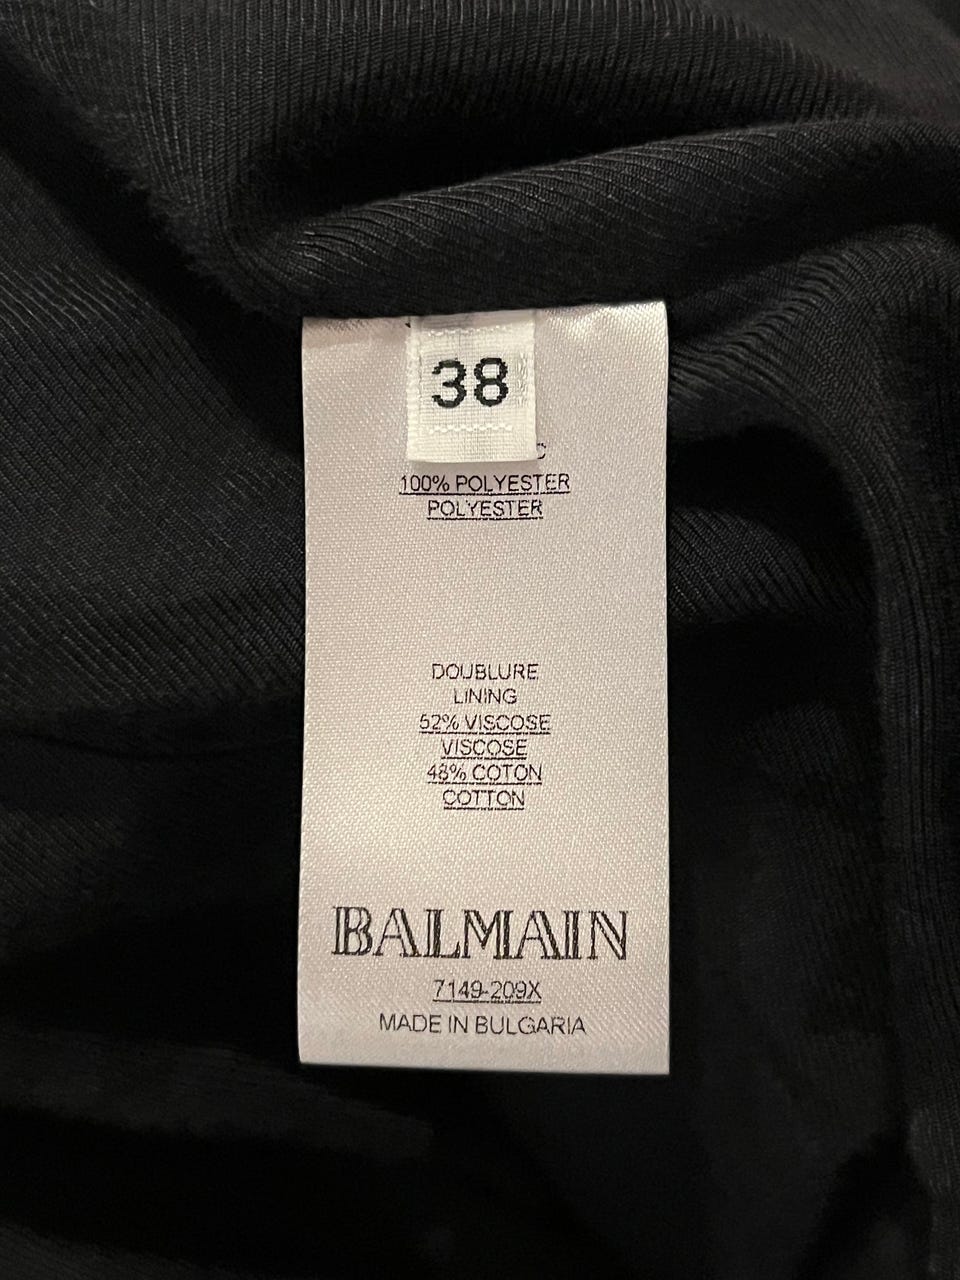 38
100% POLYESTER
POLYESTER
DOUBLURE
LINING
52% VISCOSE
VISCOSE
48% COTON
COTTON
BALMAIN
7149-209X
MADE IN BULGARIA